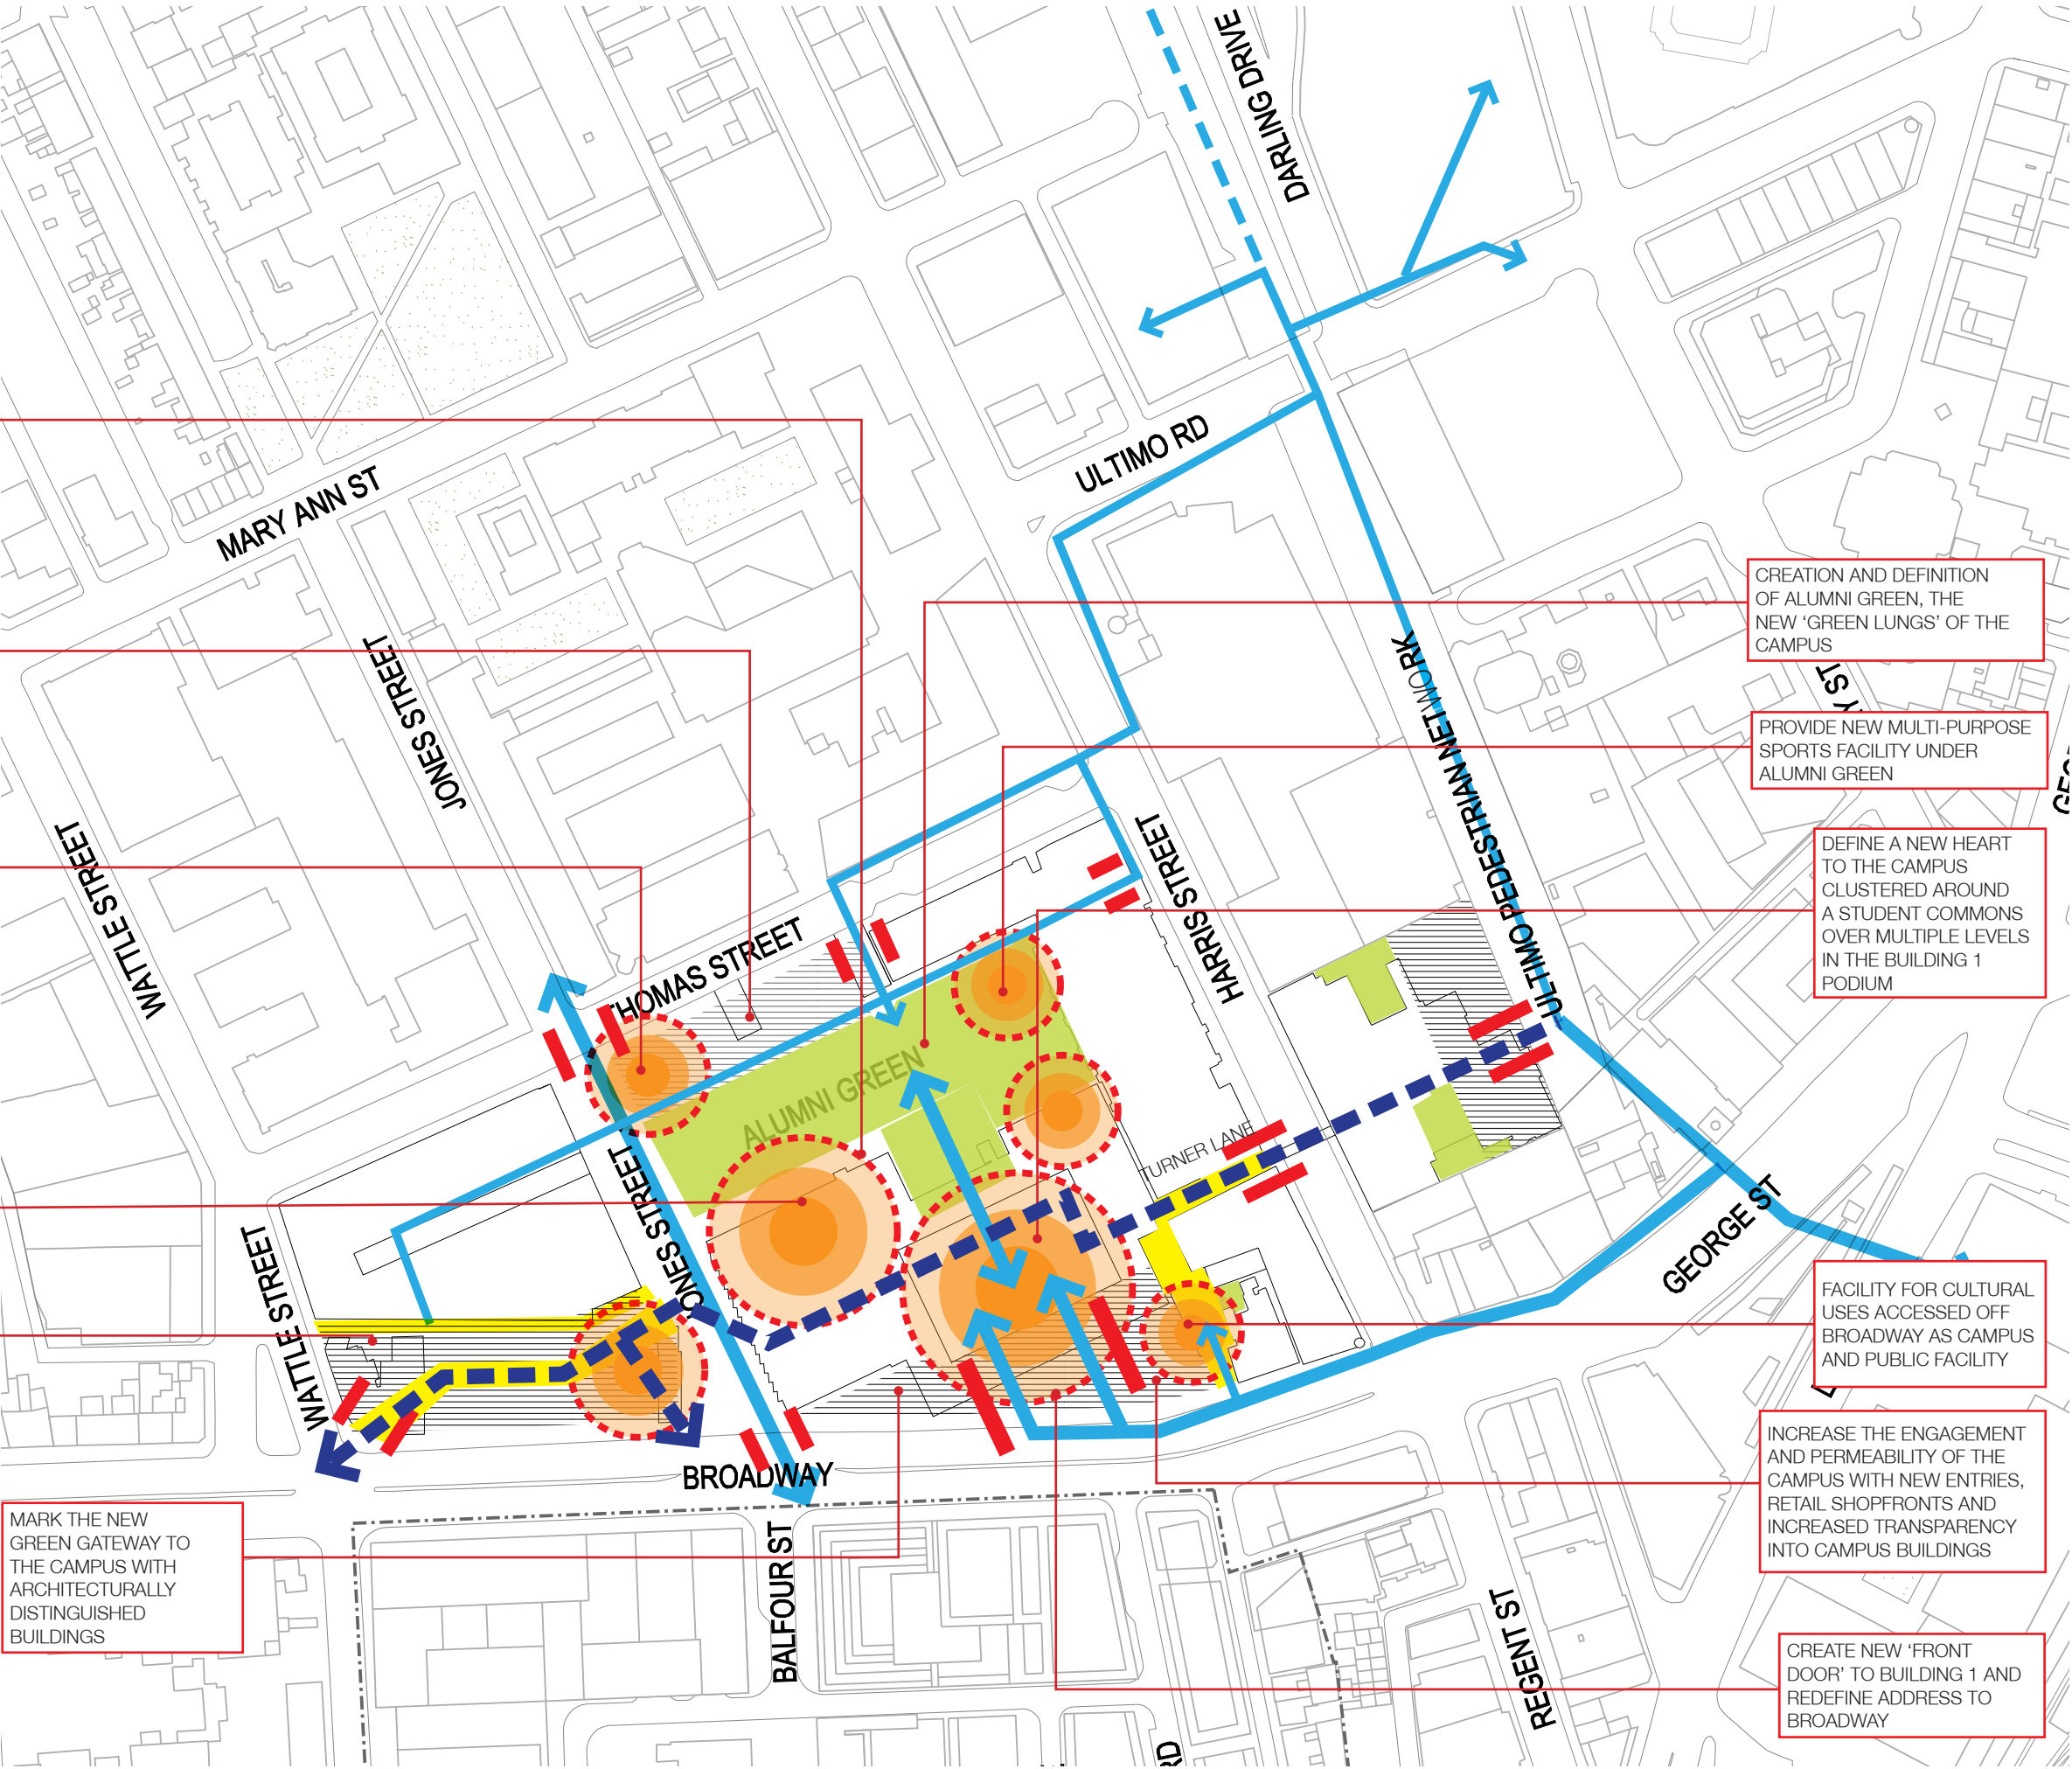 DARLING DRIVE
ULTIMO RD
MARY ANN ST
CREATION AND DEFINITION
OF ALUMNI GREEN, THE
NEW ‘GREEN LUNGS’ OF THE
CAMPUS
JONES STREET
ULTIMO PEDESTRIAN NETWORK
PROVIDE NEW MULTI-PURPOSE
SPORTS FACILITY UNDER
ALUMNI GREEN
WATTLE STREET
HARRIS STREET
DEFINE A NEW HEART
TO THE CAMPUS
CLUSTERED AROUND
A STUDENT COMMONS
OVER MULTIPLE LEVELS
IN THE BUILDING 1
PODIUM
THOMAS STREET
ALUMNI GREEN
TURNER LANE
JONES STREET
GEORGE ST
WATTLE STREET
FACILITY FOR CULTURAL
USES ACCESSED OFF
BROADWAY AS CAMPUS
AND PUBLIC FACILITY
BROADWAY
INCREASE THE ENGAGEMENT
AND PERMEABILITY OF THE
CAMPUS WITH NEW ENTRIES,
RETAIL SHOPFRONTS AND
INCREASED TRANSPARENCY
INTO CAMPUS BUILDINGS
MARK THE NEW
GREEN GATEWAY TO
THE CAMPUS WITH
ARCHITECTURALLY
DISTINGUISHED
BUILDINGS
BALFOUR ST
REGENT ST
CREATE NEW ‘FRONT
DOOR’ TO BUILDING 1 AND
REDEFINE ADDRESS TO
BROADWAY
RD